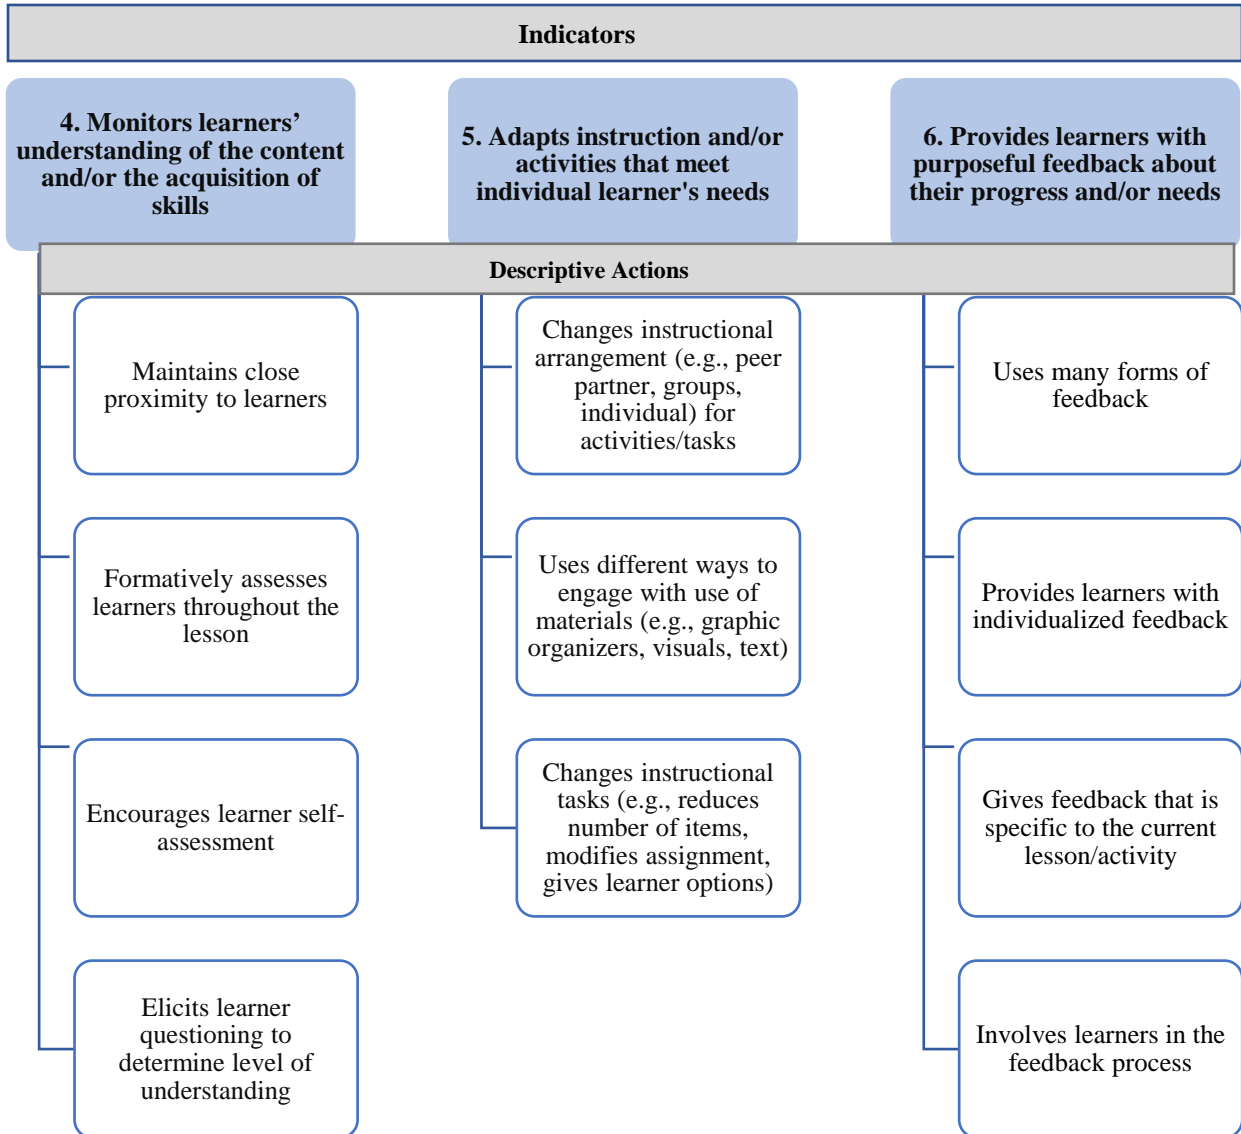 Indicators
4. Monitors learners’
understanding of the content
and/or the acquisition of
skills
5. Adapts instruction and/or
activities that meet
individual learner's needs
6. Provides learners with
purposeful feedback about
their progress and/or needs
Descriptive Actions
Maintains close
proximity to learners
Formatively assesses
learners throughout the
lesson
Encourages learner self-
assessment
Elicits learner
questioning to
determine level of
understanding
Changes instructional
arrangement (e.g., peer
partner, groups,
individual) for
activities/tasks
Uses different ways to
engage with use of
materials (e.g., graphic
organizers, visuals, text)
Changes instructional
tasks (e.g., reduces
number of items,
modifies assignment,
gives learner options)
Uses many forms of
feedback
Provides learners with
individualized feedback
Gives feedback that is
specific to the current
lesson/activity
Involves learners in the
feedback process